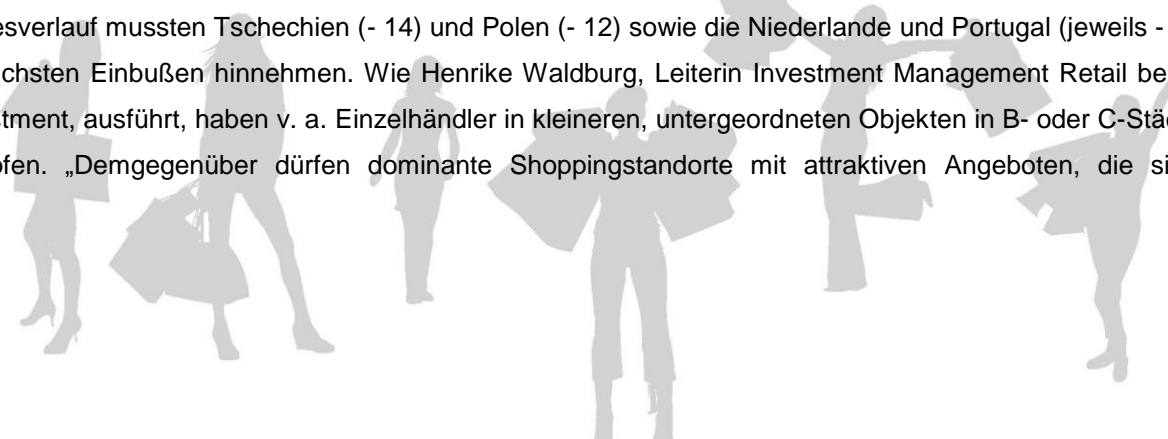 esverlauf mussten Tschechien (- 14) und Polen (- 12) sowie die Niederlande und Portugal (jeweils -
chsten Einbußen hinnehmen. Wie Henrike Waldburg, Leiterin Investment Management Retail be
stment, ausführt, haben v. a. Einzelhändler in kleineren, untergeordneten Objekten in B- oder C-Stä
fen. „Demgegenüber dürfen dominante Shoppingstandorte mit attraktiven Angeboten, die si